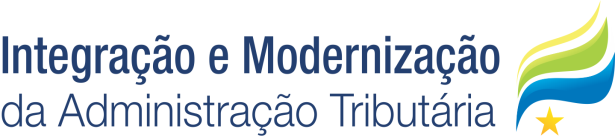 Integração e Modernização
da Administração Tributária